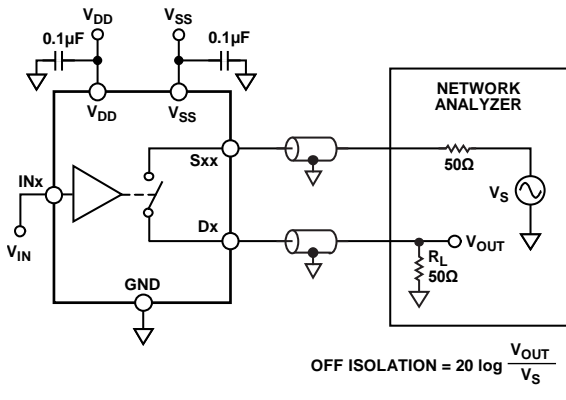 VDD
VSS
0.1µF
0.1µF
VDD
VSS
NETWORK
ANALYZER
Sxx
50Ω
INx
VS
Dx
VOUT
VIN
RL
50Ω
GND
OFF ISOLATION = 20 log VOUT
VS